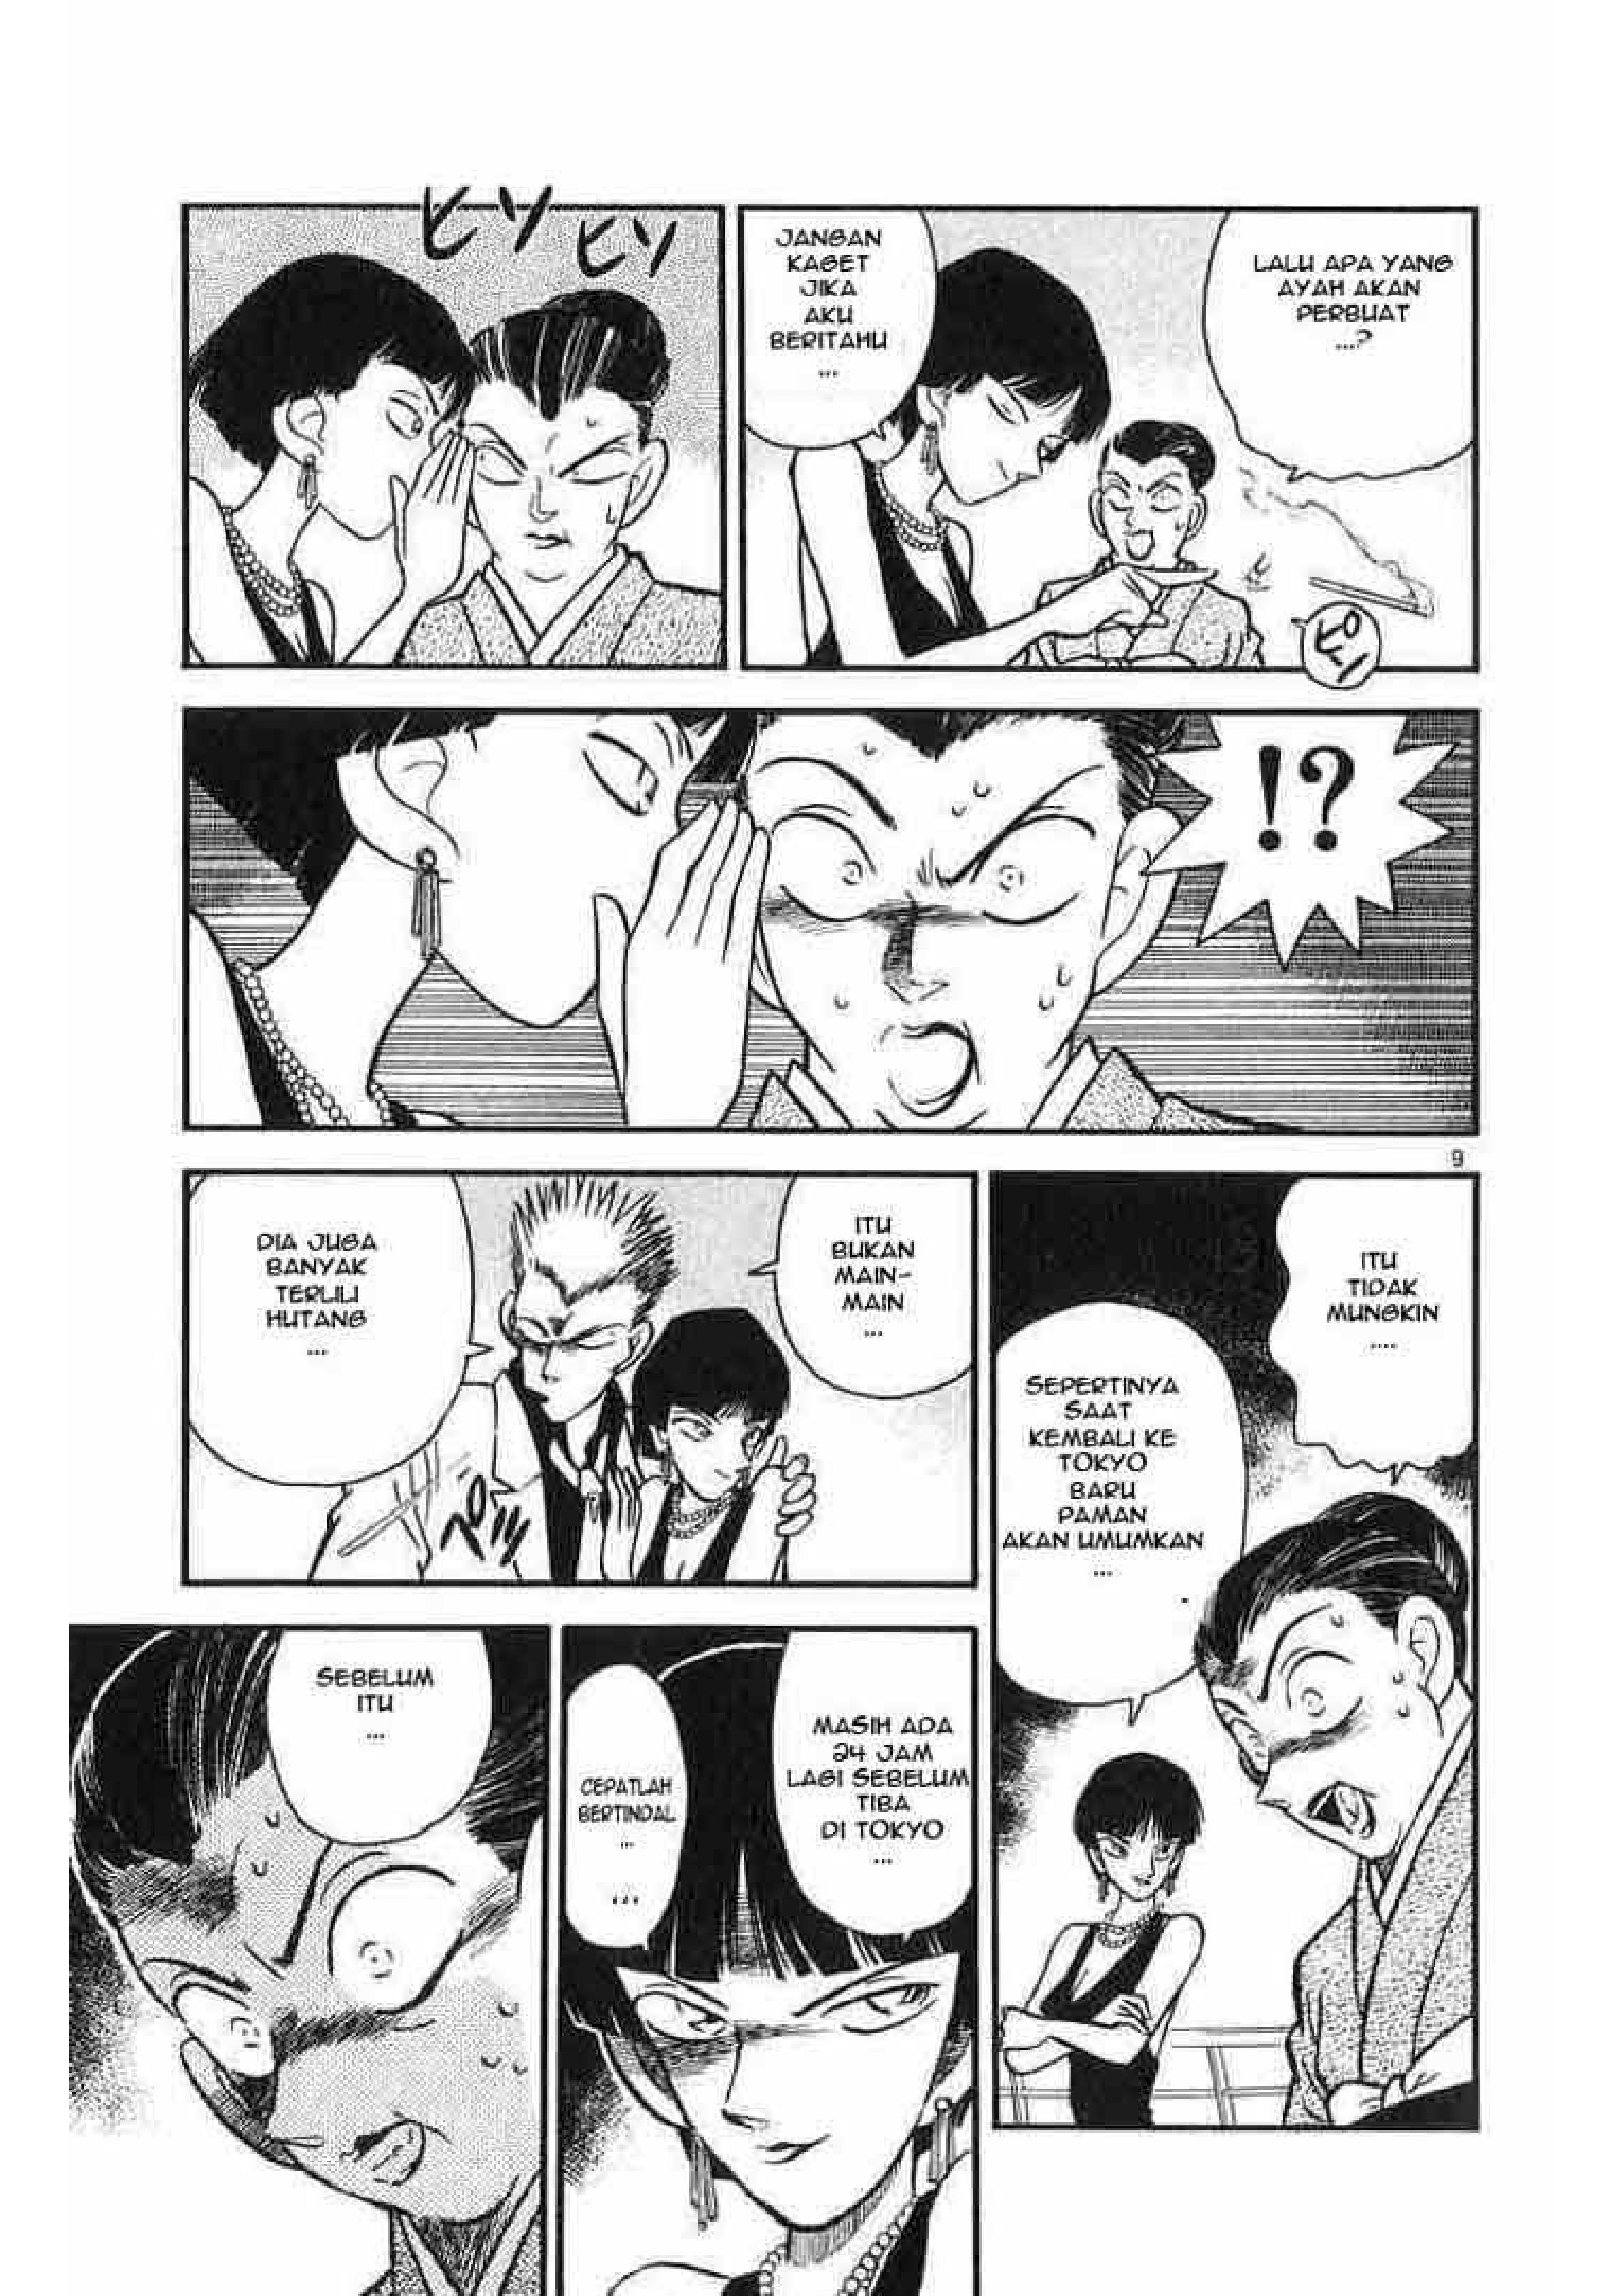 LALU APA YANG
AYAH AKAN
PERBUAT
...?
JANGAN
KAGET
JIKA
AKU
BERITAHU
...
ヒソ
ヒソ
!?
9
ITU
TIDAK
MUNGKIN
....
SEPERTINYA
SAAT
KEMBALI KE
TOKYO
BARU
PAMAN
AKAN UMUMKAN
...
ITU
BUKAN
MAIN-
MAIN
...
DIA JUGA
BANYAK
TERLILI
HUTANG
...
MASIH ADA
24 JAM
LAGI SEBELUM
TIBA
DI TOKYO
...
CEPATLAH
BERTINDAL
...
...
SEBELUM
ITU
...